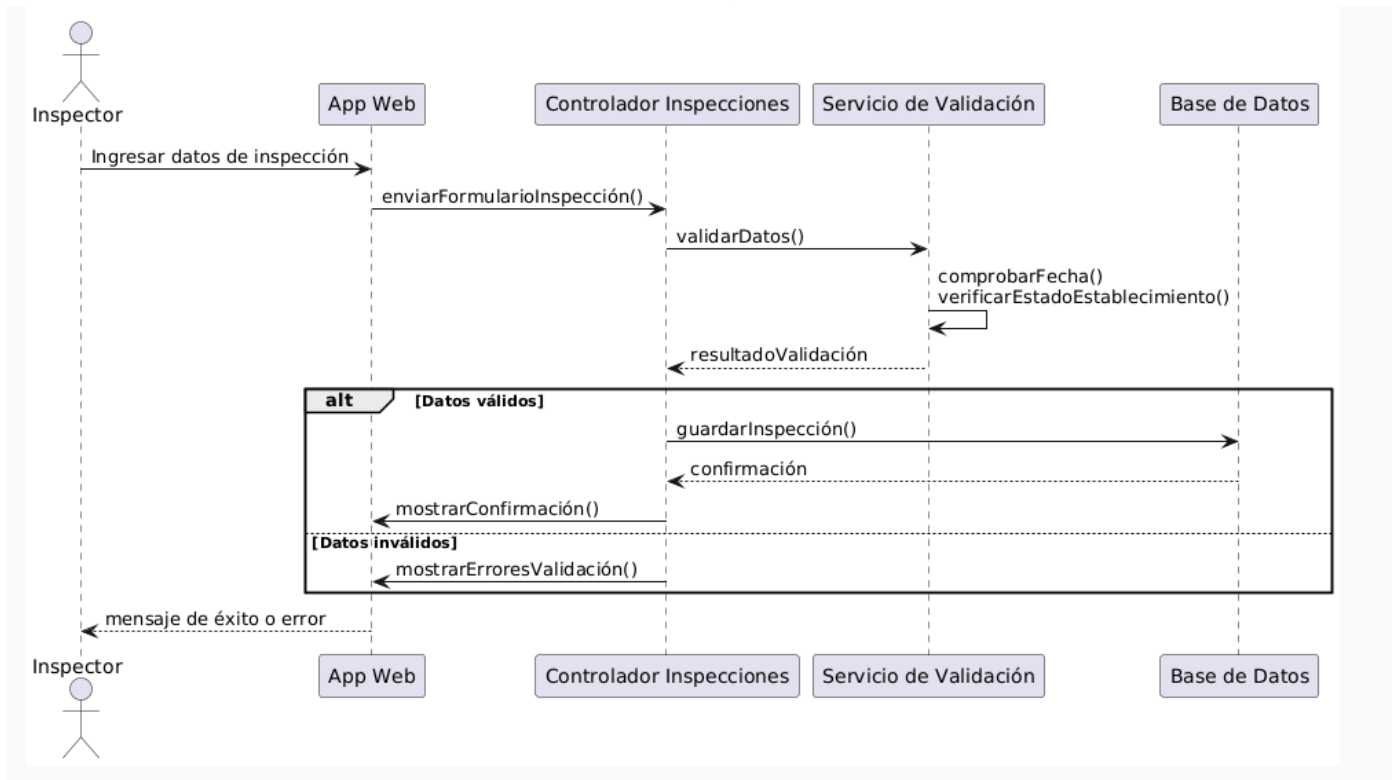 Inspector
App Web
Controlador Inspecciones
Servicio de Validación
Base de Datos
Ingresar datos de inspección
enviarFormularioInspección()
validarDatos()
comprobarFecha()
verificarEstadoEstablecimiento()
resultadoValidación
alt [Datos válidos]
guardarInspección()
confirmación
mostrarConfirmación()
[Datos inválidos]
mostrarErroresValidación()
mensaje de éxito o error
Inspector
App Web
Controlador Inspecciones
Servicio de Validación
Base de Datos